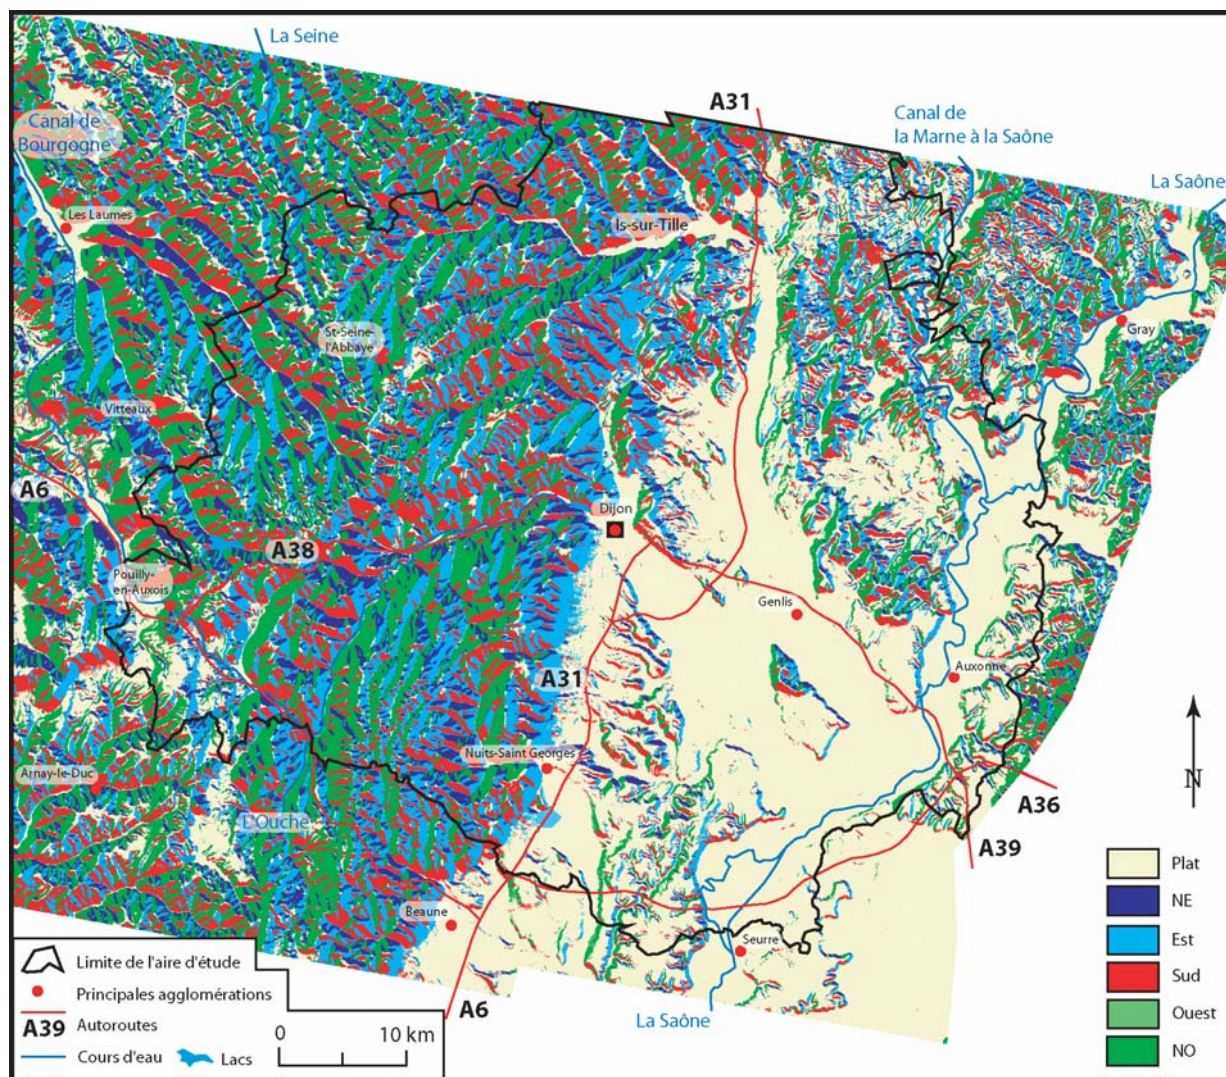 La Seine
A31
Canal de
la Marne à la Saône
Canal de
Bourgogne
La Saône
Les Laumes
Is-sur-Tille
St-Seine-
l'Abbaye
Gray
Vitteaux
A6
Dijon
A38
Pouilly-
en-Auxois
Genlis
Auxonne
A31
Nuits-Saint Georges
Arnay-le-Duc
L'Ouche
N
A36
A39
Beaune
Seurre
A6
La Saône
Limite de l'aire d'étude
Principales agglomérations
A39 Autoroutes
Cours d'eau Lacs
0 10 km
Plat
NE
Est
Sud
Ouest
NO